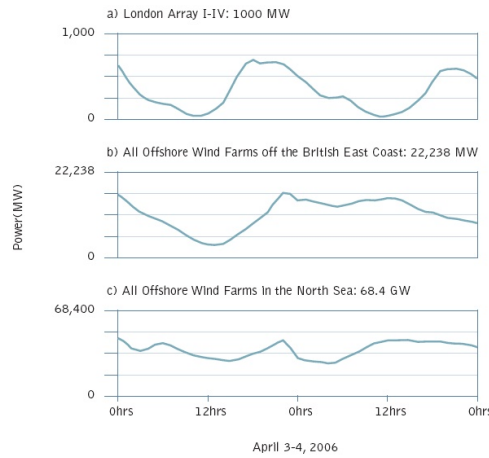 a) London Array I-IV: 1000 MW
1,000
0
b) All Offshore Wind Farms off the British East Coast: 22,238 MW
22,238
Power(MW)
0
c) All Offshore Wind Farms in the North Sea: 68.4 GW
68,400
0
0hrs 12hrs 0hrs 12hrs 0hrs
April 3-4, 2006